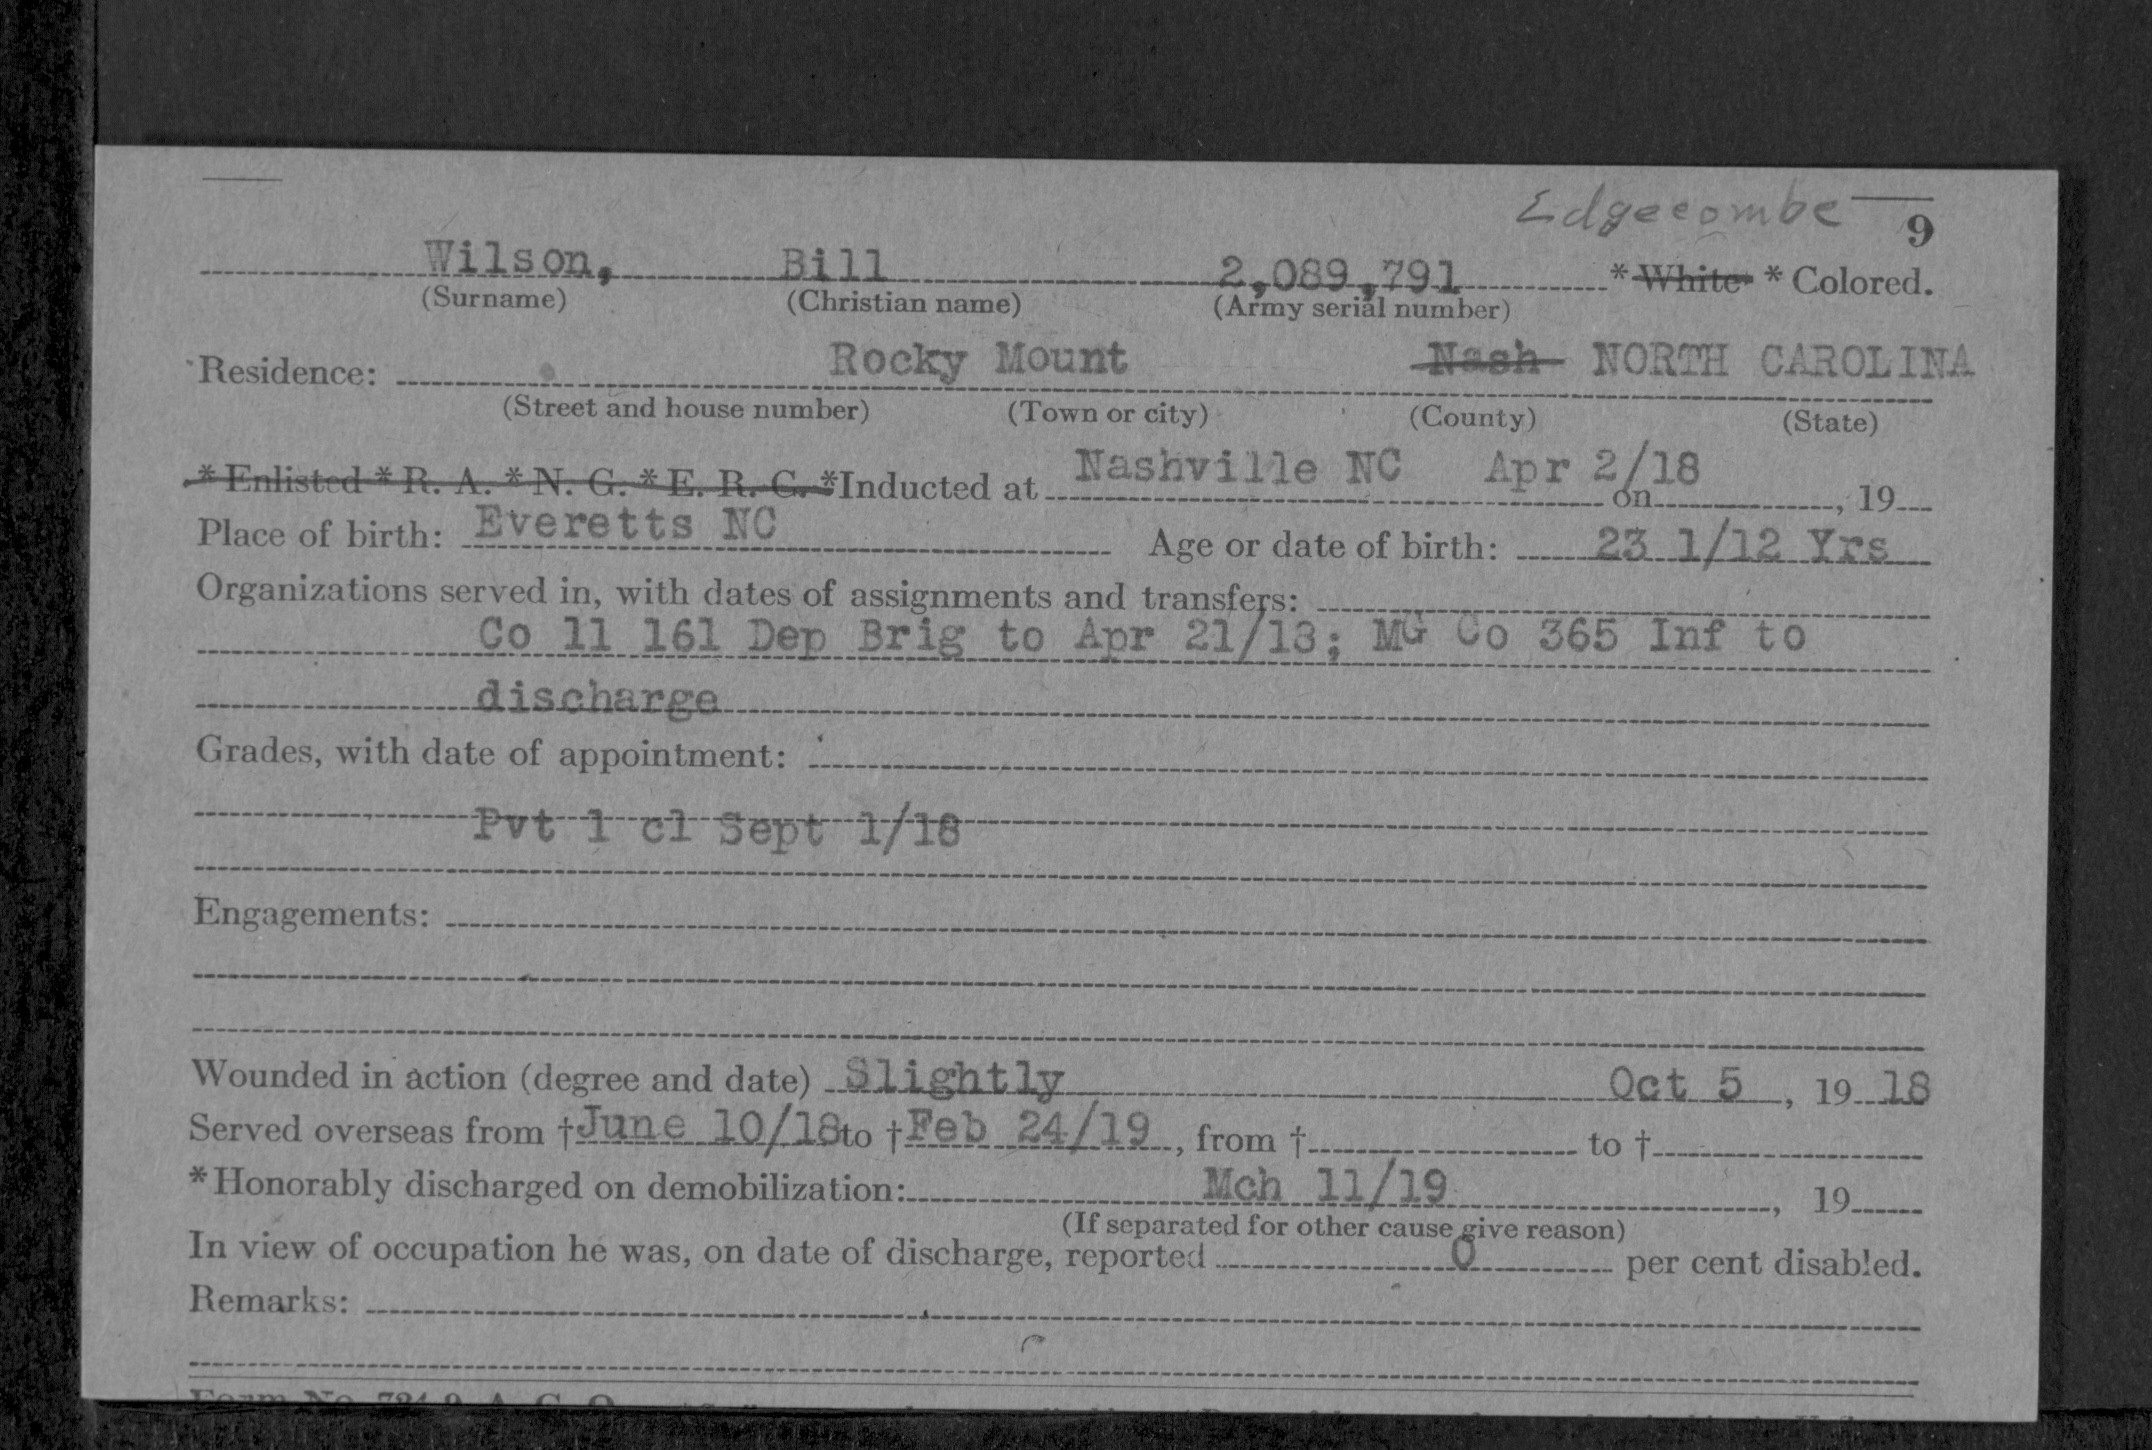 Edgecombe 9
Wilson, Bill 2,089,791 * White * Colored.
(Surname) (Christian name) (Army serial number)
Residence: Rocky Mount Nash NORTH CAROLINA
(Street and house number) (Town or city) (County) (State)
* Enlisted * R. A. * N. G. * E. R. C. *Inducted at Nashville NC Apr 2/18 on , 19
Place of birth: Everetts NC Age or date of birth: 23 1/12 Yrs
Organizations served in, with dates of assignments and transfers:
Co 11 161 Dep Brig to Apr 21/18; MG Co 365 Inf to
discharge
Grades, with date of appointment:
Pvt 1 cl Sept 1/18
Engagements:
Wounded in action (degree and date) Slightly Oct 5 , 19 18
Served overseas from † June 10/18 to † Feb 24/19 , from † to †
* Honorably discharged on demobilization: Mch 11/19 , 19
(If separated for other cause give reason)
In view of occupation he was, on date of discharge, reported 0 per cent disabled.
Remarks:
Form No. 724-9, A. G. O.